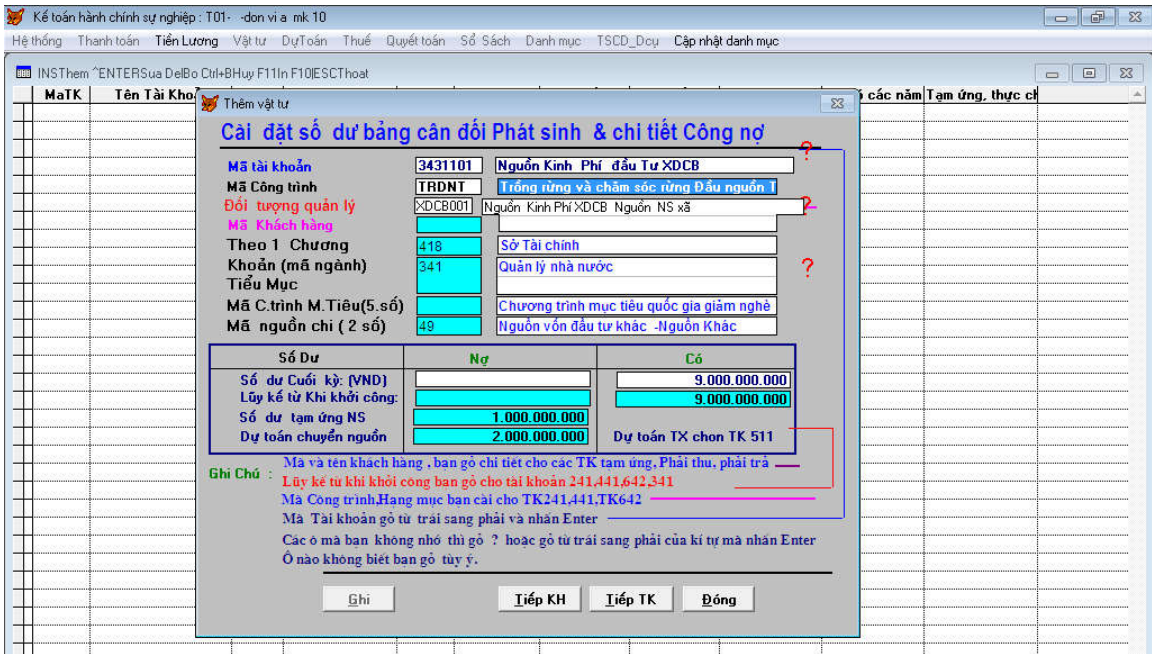 Kế toán hành chính sự nghiệp : T01- -don vi a mk 10
Hệ thống Thanh toán Tiền Lương Vật tư DựToán Thuế Quyết toán Sổ Sách Danh mục TSCD_Dcụ Cập nhật danh mục
INSThem ^ENTERSua DelBo Ctrl+BHuy F11In F10|ESCThoat
MaTK Tên Tài Kho các năm Tạm ứng, thực ch
Thêm vật tư
Cài đặt số dư bảng cân đối Phát sinh & chi tiết Công nợ
?
Mã tài khoản 3431101 Nguồn Kinh Phí đầu Tư XDCB
Mã Công trình TRDNT Trồng rừng và chăm sóc rừng Đầu nguồn T
Đối tượng quản lý XDCB001 Nguồn Kinh Phí XDCB Nguồn NS xã ?
Mã Khách hàng
Theo 1 Chương 418 Sở Tài chính
Khoản (mã ngành) 341 Quản lý nhà nước ?
Tiểu Mục
Mã C.trình M.Tiêu(5.số) Chương trình mục tiêu quốc gia giảm nghè
Mã nguồn chi ( 2 số) 49 Nguồn vốn đầu tư khác -Nguồn Khác
Số Dư Nợ Có
Số dư Cuối kỳ: (VND) 9.000.000.000
Lũy kế từ Khi khởi công: 9.000.000.000
Số dư tạm ứng NS 1.000.000.000
Dự toán chuyển nguồn 2.000.000.000 Dự toán TX chon TK 511
Ghi Chú : Mã và tên khách hàng , bạn gỏ chi tiết cho các TK tạm ứng, Phải thu, phải trả
Lũy kế từ khi khởi công bạn gỏ cho tài khoản 241,441,642,341
Mã Công trình,Hạng mục bạn cài cho TK241,441,TK642
Mã Tài khoản gỏ từ trái sang phải và nhấn Enter
Các ô mà bạn không nhớ thì gỏ ? hoặc gỏ từ trái sang phải của kí tự mà nhấn Enter
Ô nào không biết bạn gỏ tùy ý.
Ghi Tiếp KH Tiếp TK Đóng